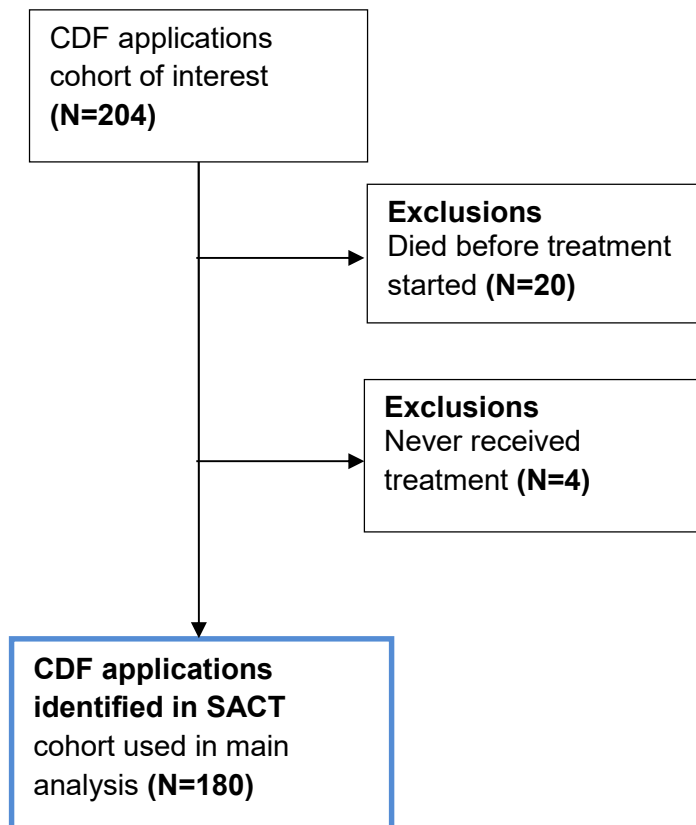 CDF applications
cohort of interest
(N=204)
Exclusions
Died before treatment
started (N=20)
Exclusions
Never received
treatment (N=4)
CDF applications
identified in SACT
cohort used in main
analysis (N=180)